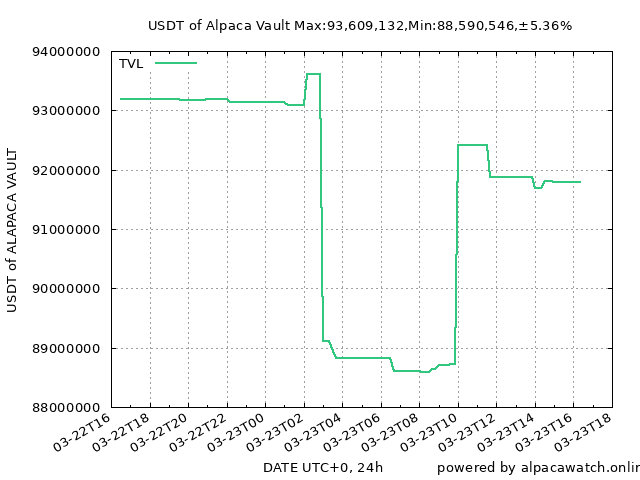 USDT of Alpaca Vault Max:93,609,132,Min:88,590,546,±5.36%
94000000
TVL
93000000
92000000
91000000
90000000
89000000
88000000
USDT of ALAPACA VAULT
03-22T16
03-22T18
03-22T20
03-22T22
03-23T00
03-23T02
03-23T04
03-23T06
03-23T08
03-23T10
03-23T12
03-23T14
03-23T16
03-23T18
DATE UTC+0, 24h
powered by alpacawatch.onlin